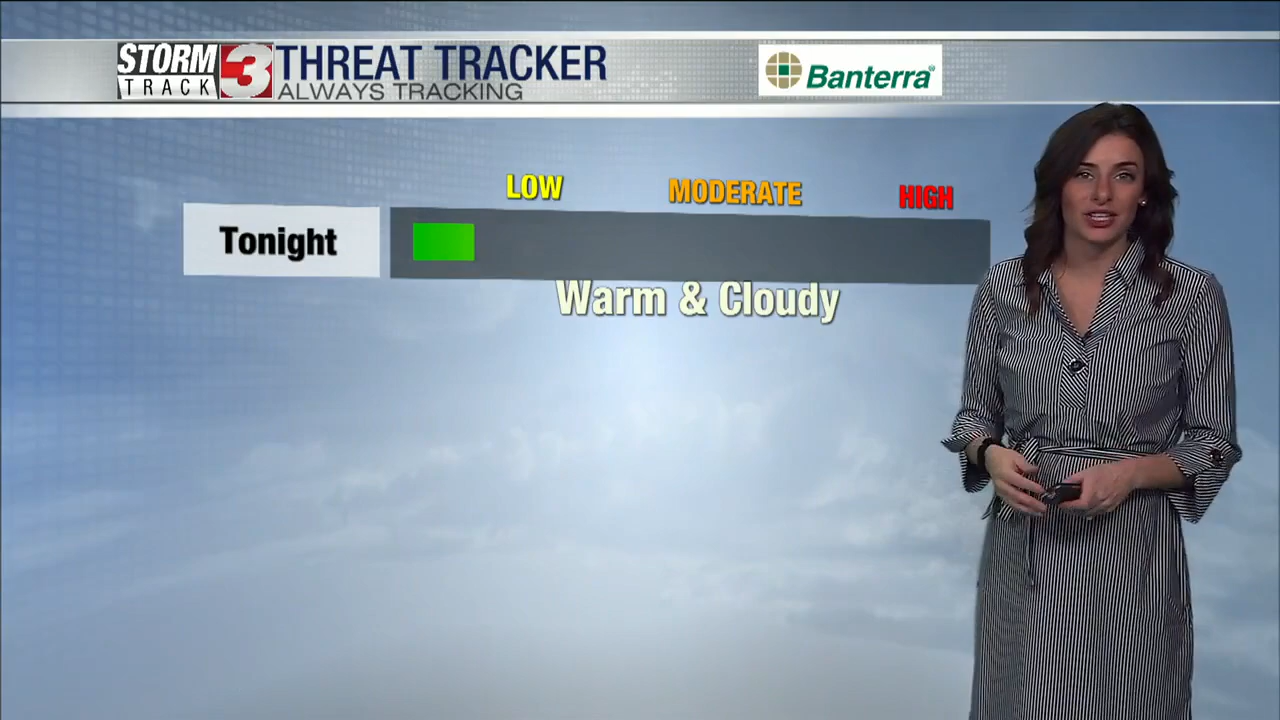 STORM
TRACK
3
THREAT TRACKER
ALWAYS TRACKING
Banterra®
LOW
MODERATE
HIGH
Tonight
Warm & Cloudy